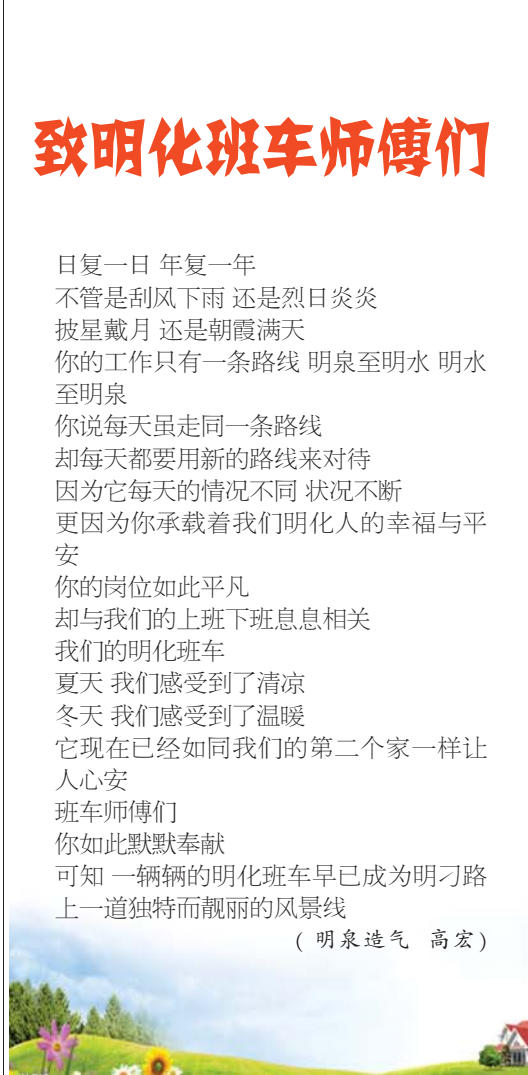 致明化班车师傅们
日复一日 年复一年
不管是刮风下雨 还是烈日炎炎
披星戴月 还是朝霞满天
你的工作只有一条路线 明泉至明水 明水
至明泉
你说每天虽走同一条路线
却每天都要用新的路线来对待
因为它每天的情况不同 状况不断
更因为你承载着我们明化人的幸福与平
安
你的岗位如此平凡
却与我们的上班下班息息相关
我们的明化班车
夏天 我们感受到了清凉
冬天 我们感受到了温暖
它现在已经如同我们的第二个家一样让
人心安
班车师傅们
你如此默默奉献
可知 一辆辆的明化班车早已成为明刁路
上一道独特而靓丽的风景线
( 明泉造气 高宏)